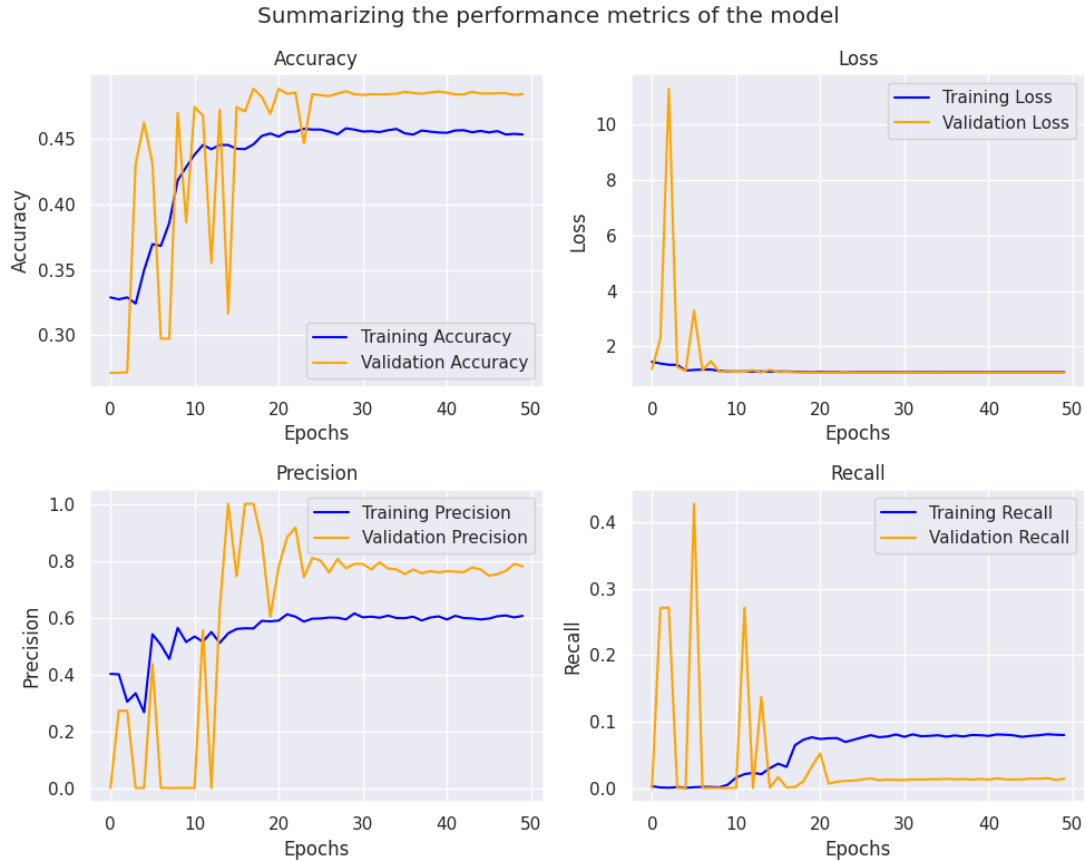 Summarizing the performance metrics of the model
Accuracy
Accuracy
0.45
0.40
0.35
0.30
Training Accuracy
Validation Accuracy
0 10 20 30 40 50
Epochs
Loss
Loss
10
8
6
4
2
Training Loss
Validation Loss
0 10 20 30 40 50
Epochs
Precision
Precision
1.0
0.8
0.6
0.4
0.2
0.0
Training Precision
Validation Precision
0 10 20 30 40 50
Epochs
Recall
Recall
0.4
0.3
0.2
0.1
0.0
Training Recall
Validation Recall
0 10 20 30 40 50
Epochs